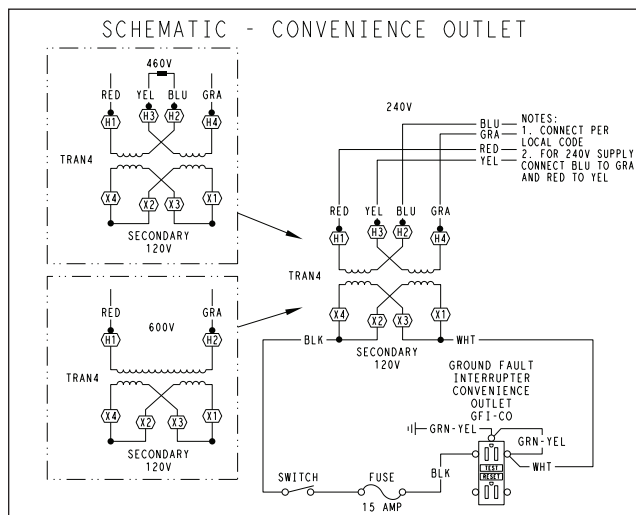 SCHEMATIC - CONVENIENCE OUTLET
460V
RED YEL BLU GRA
H1 H3 H2 H4
TRAN4
X4 X2 X3 X1
SECONDARY
120V
RED GRA
600V
H1 H2
TRAN4
X4 X2 X3 X1
SECONDARY
120V
240V
BLU
GRA
RED
YEL
NOTES:
1. CONNECT PER
LOCAL CODE
2. FOR 240V SUPPLY
CONNECT BLU TO GRA
AND RED TO YEL
RED YEL BLU GRA
H1 H3 H2 H4
TRAN4
X4 X2 X3 X1
BLK WHT
SECONDARY
120V
GROUND FAULT
INTERRUPTER
CONVENIENCE
OUTLET
GFI-CO
GRN-YEL
GRN-YEL
WHT
BLK
TEST
RESET
SWITCH FUSE
15 AMP